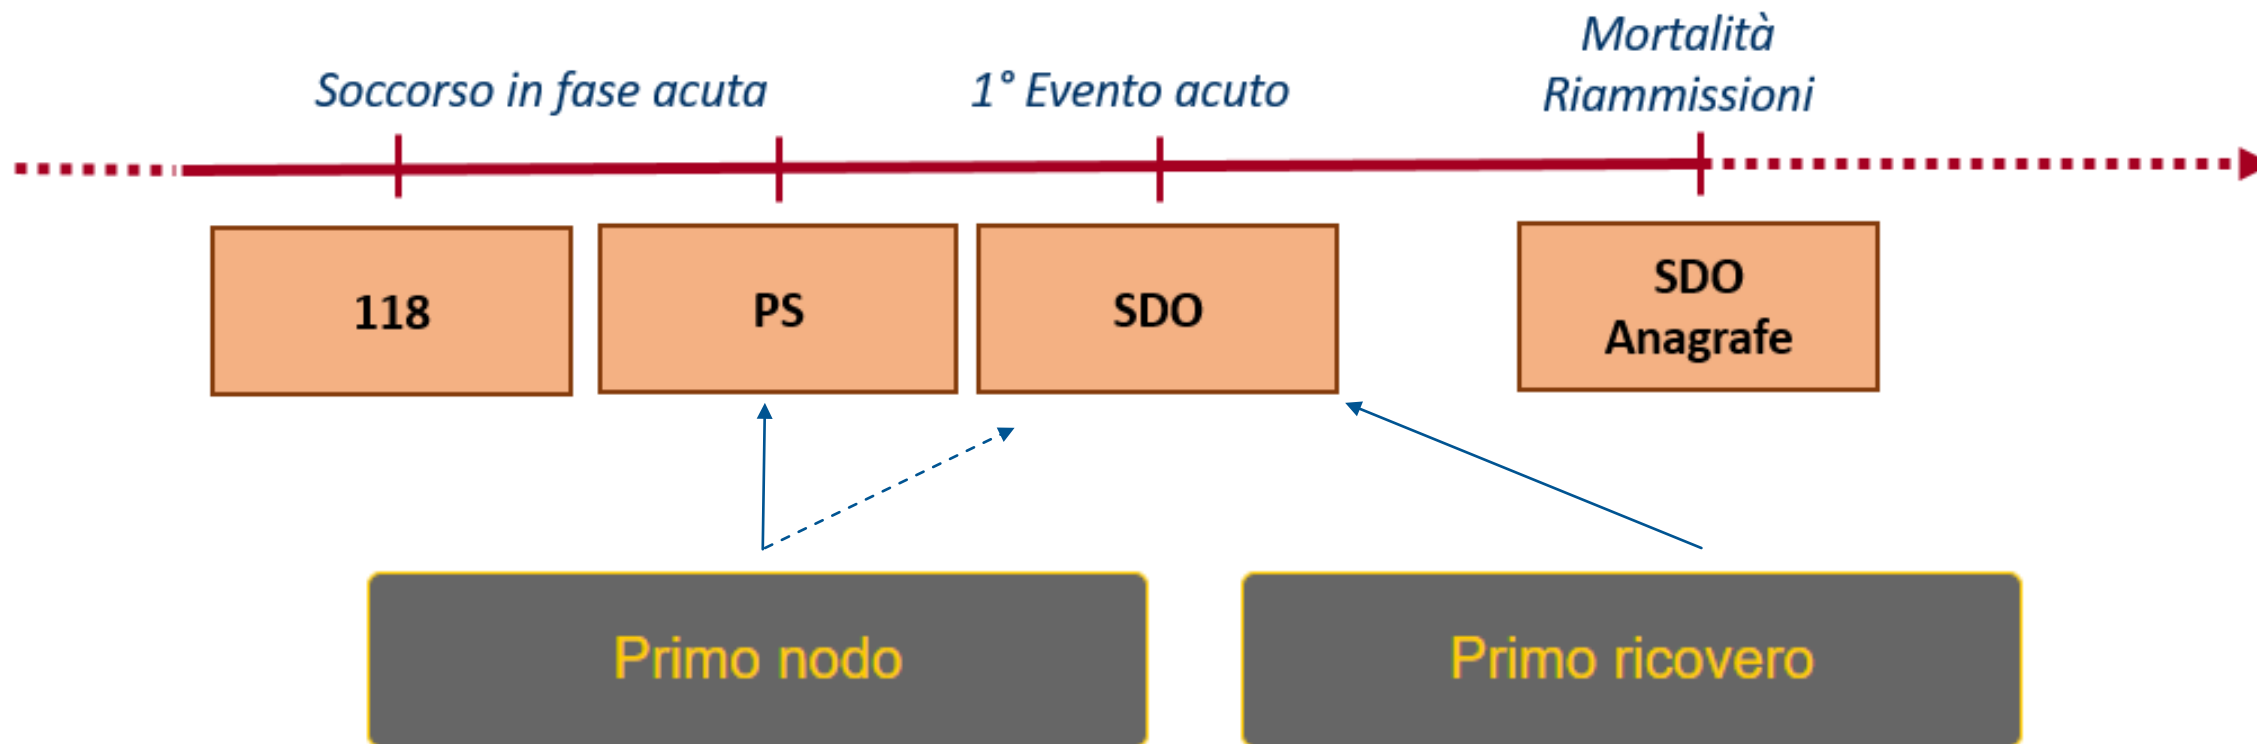 Soccorso in fase acuta
1° Evento acuto
Mortalità
Riammissioni
118
PS
SDO
SDO
Anagrafe
Primo nodo
Primo ricovero